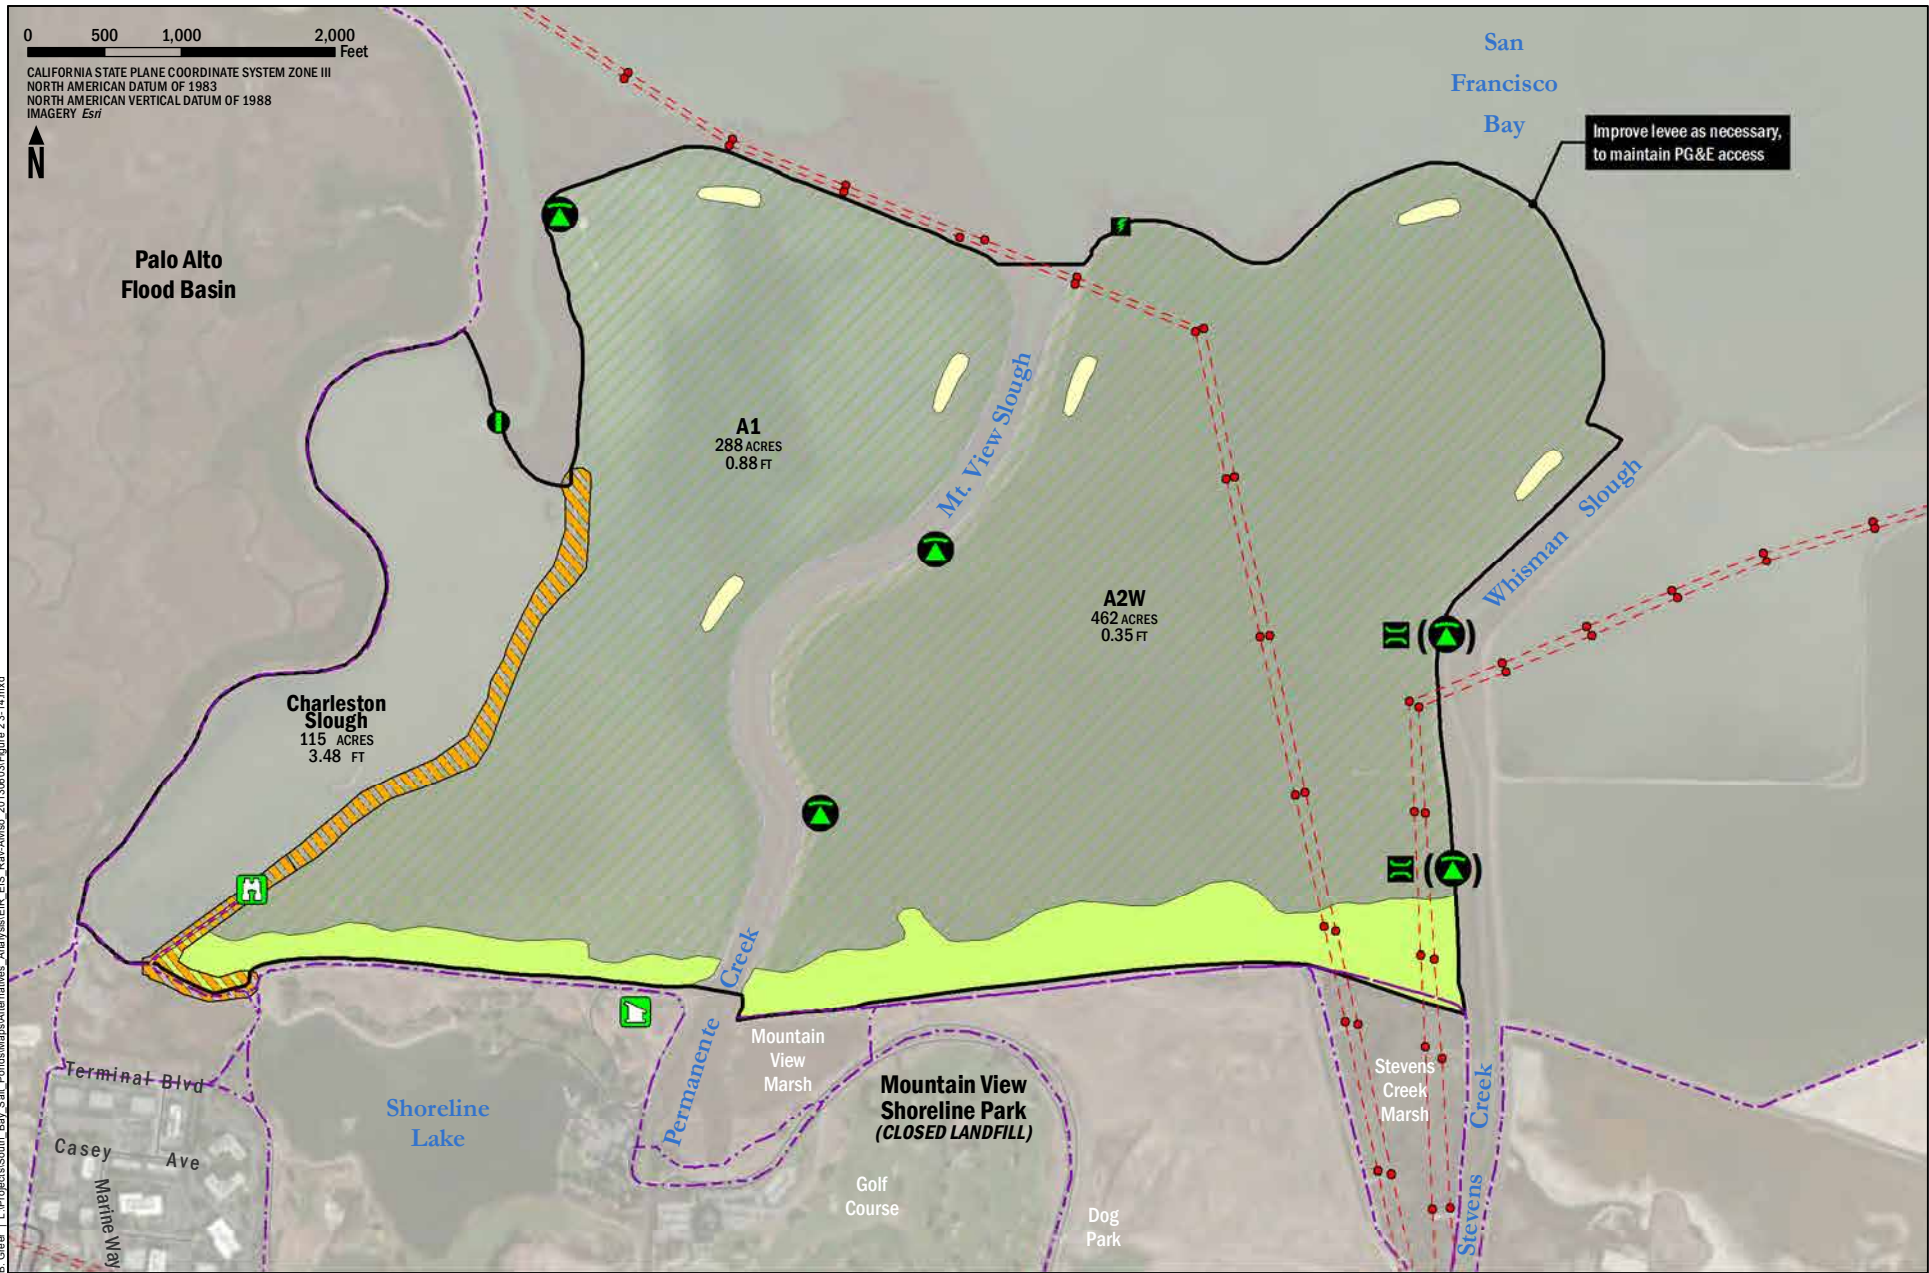 0 500 1,000 2,000
Feet
CALIFORNIA STATE PLANE COORDINATE SYSTEM ZONE III
NORTH AMERICAN DATUM OF 1983
NORTH AMERICAN VERTICAL DATUM OF 1988
IMAGERY Esri
N
San
Francisco
Bay
Improve levee as necessary,
to maintain PG&E access
Palo Alto
Flood Basin
A1
288 ACRES
0.88 FT
Mt. View Slough
A2W
462 ACRES
0.35 FT
Whisman Slough
Charleston
Slough
115 ACRES
3.48 FT
Permanente Creek
Mountain
View
Marsh
Mountain View
Shoreline Park
(CLOSED LANDFILL)
Stevens
Creek
Marsh
Stevens Creek
Shoreline
Lake
Terminal Blvd
Casey Ave
Marine Way
Golf
Course
Dog
Park